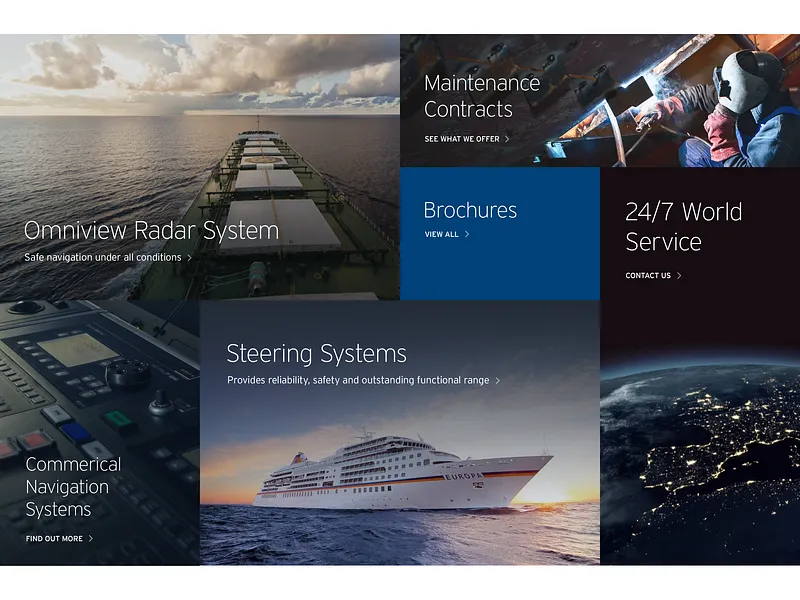 Omniview Radar System
Safe navigation under all conditions
Maintenance
Contracts
SEE WHAT WE OFFER
Brochures
VIEW ALL
24/7 World
Service
CONTACT US
Commerical
Navigation
Systems
FIND OUT MORE
Steering Systems
Provides reliability, safety and outstanding functional range
EUROPA